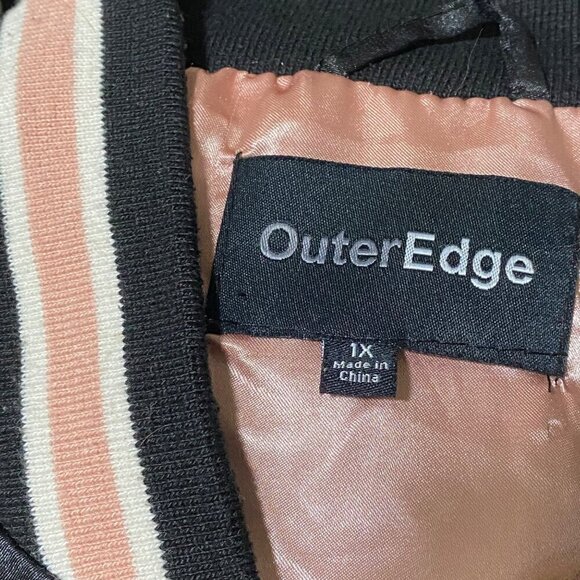 OuterEdge
1X
Made in
China